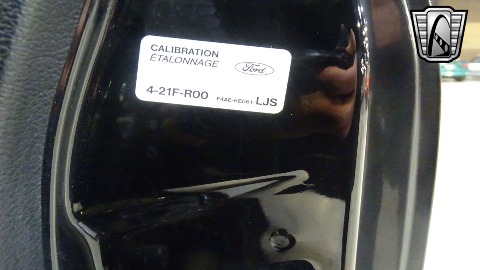 CALIBRATION
ÉTALONNAGE
Ford
4-21F-R00 LJS